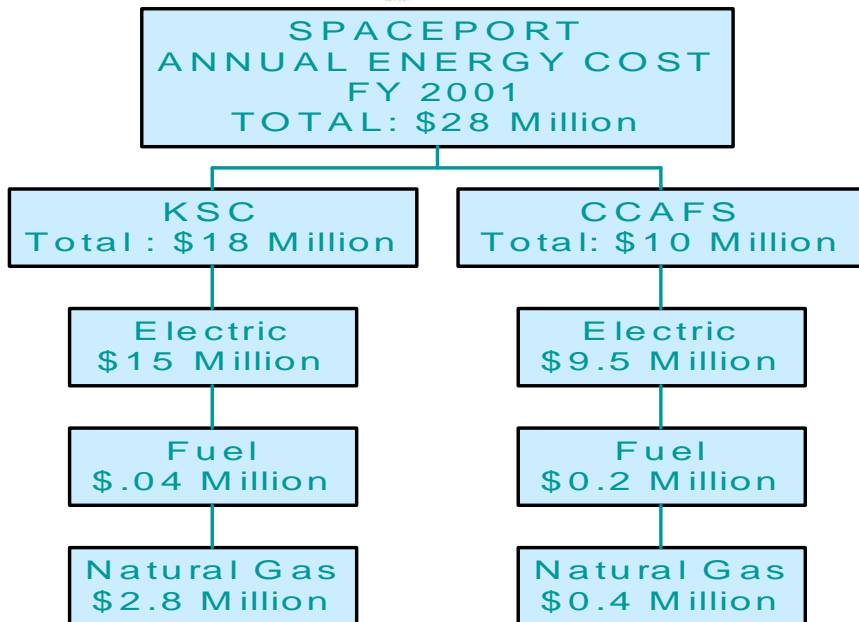 SPACEPORT
ANNUAL ENERGY COST
FY 2001
TOTAL: $28 Million
KSC
Total : $18 Million
CCAFS
Total: $10 Million
Electric
$15 Million
Electric
$9.5 Million
Fuel
$.04 Million
Fuel
$0.2 Million
Natural Gas
$2.8 Million
Natural Gas
$0.4 Million